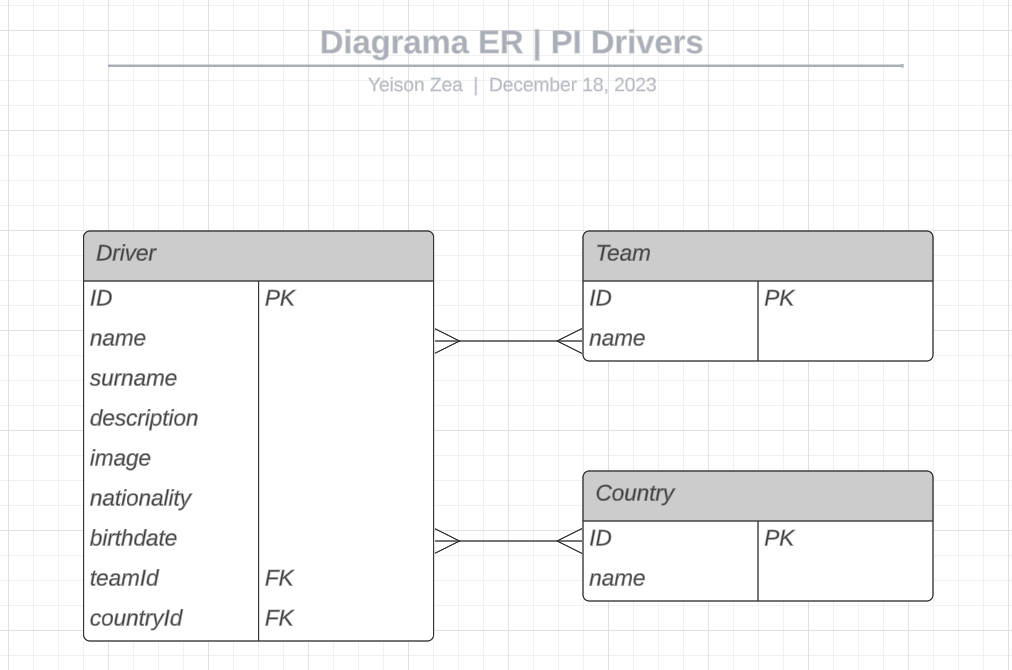 Diagrama ER | PI Drivers
Yeison Zea | December 18, 2023
Driver
ID PK
name
surname
description
image
nationality
birthdate
teamId FK
countryId FK
Team
ID PK
name
Country
ID PK
name